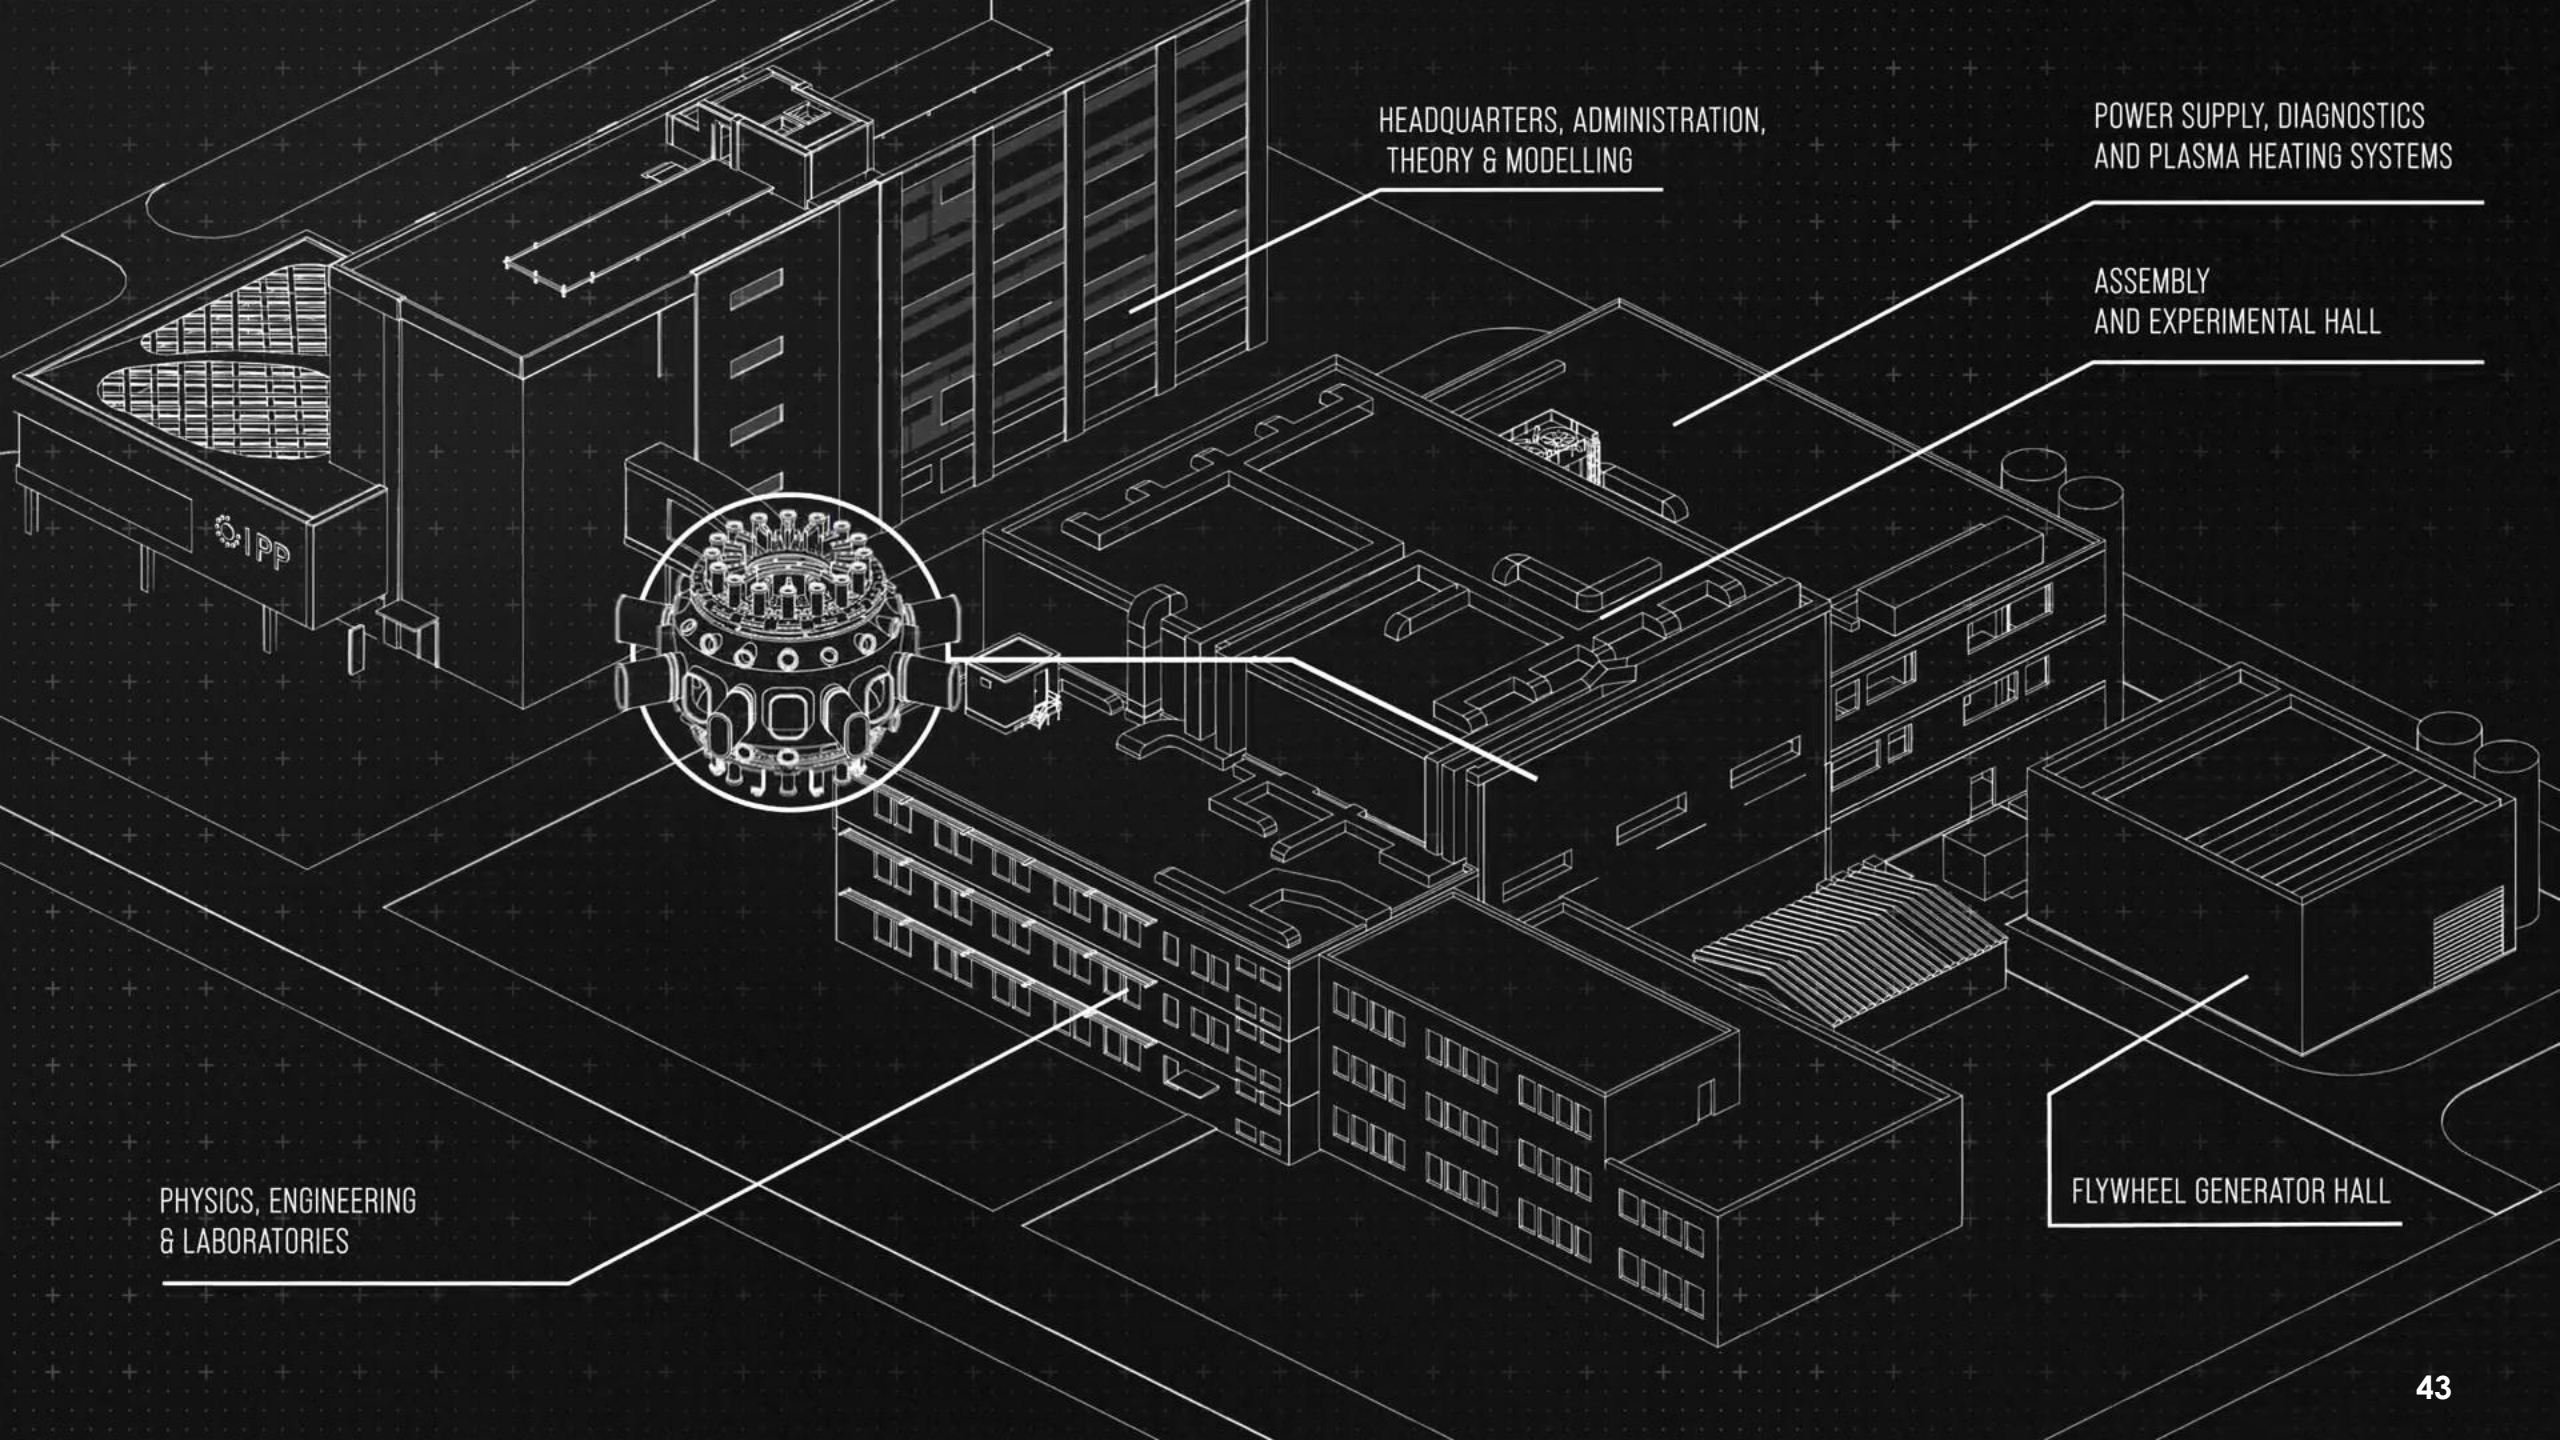 HEADQUARTERS, ADMINISTRATION,
THEORY & MODELLING
POWER SUPPLY, DIAGNOSTICS
AND PLASMA HEATING SYSTEMS
ASSEMBLY
AND EXPERIMENTAL HALL
IPP
PHYSICS, ENGINEERING
& LABORATORIES
FLYWHEEL GENERATOR HALL
43